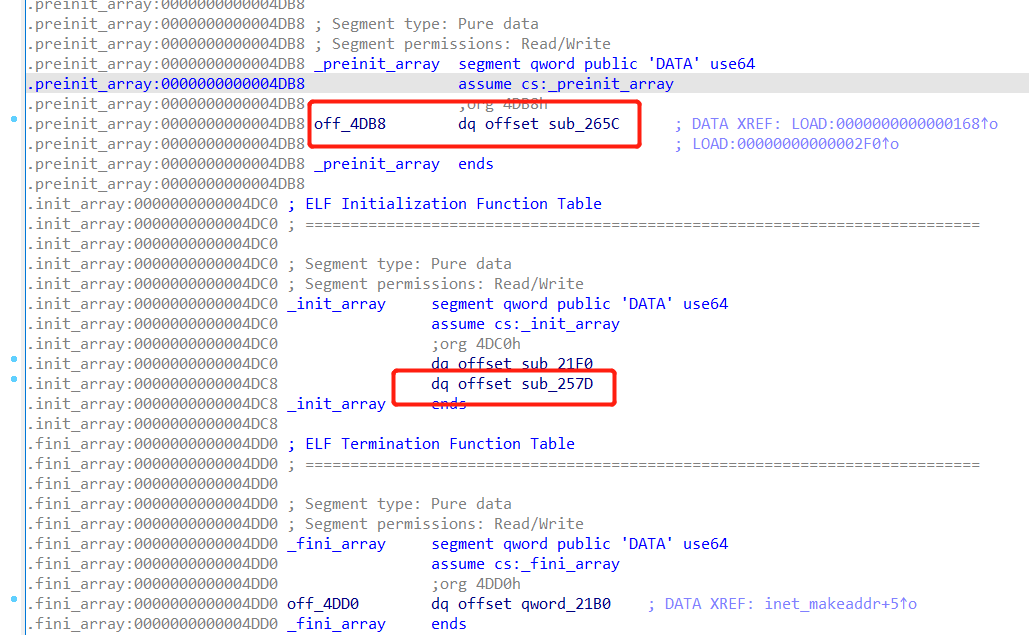 .preinit_array:0000000000004DB8
.preinit_array:0000000000004DB8 ; Segment type: Pure data
.preinit_array:0000000000004DB8 ; Segment permissions: Read/Write
.preinit_array:0000000000004DB8 _preinit_array  segment qword public 'DATA' use64
.preinit_array:0000000000004DB8                 assume cs:_preinit_array
.preinit_array:0000000000004DB8                 ;org 4DB8h
.preinit_array:0000000000004DB8 off_4DB8        dq offset sub_265C      ; DATA XREF: LOAD:0000000000000168↑o
.preinit_array:0000000000004DB8                                         ; LOAD:00000000000002F0↑o
.preinit_array:0000000000004DB8 _preinit_array  ends
.preinit_array:0000000000004DB8
.init_array:0000000000004DC0 ; ELF Initialization Function Table
.init_array:0000000000004DC0 ; ===========================================================================
.init_array:0000000000004DC0
.init_array:0000000000004DC0 ; Segment type: Pure data
.init_array:0000000000004DC0 ; Segment permissions: Read/Write
.init_array:0000000000004DC0 _init_array     segment qword public 'DATA' use64
.init_array:0000000000004DC0                 assume cs:_init_array
.init_array:0000000000004DC0                 ;org 4DC0h
.init_array:0000000000004DC0                 dq offset sub_21F0
.init_array:0000000000004DC8                 dq offset sub_257D
.init_array:0000000000004DC8 _init_array     ends
.init_array:0000000000004DC8
.fini_array:0000000000004DD0 ; ELF Termination Function Table
.fini_array:0000000000004DD0 ; ===========================================================================
.fini_array:0000000000004DD0
.fini_array:0000000000004DD0 ; Segment type: Pure data
.fini_array:0000000000004DD0 ; Segment permissions: Read/Write
.fini_array:0000000000004DD0 _fini_array     segment qword public 'DATA' use64
.fini_array:0000000000004DD0                 assume cs:_fini_array
.fini_array:0000000000004DD0                 ;org 4DD0h
.fini_array:0000000000004DD0 off_4DD0        dq offset qword_21B0    ; DATA XREF: inet_makeaddr+5↑o
.fini_array:0000000000004DD0 _fini_array     ends